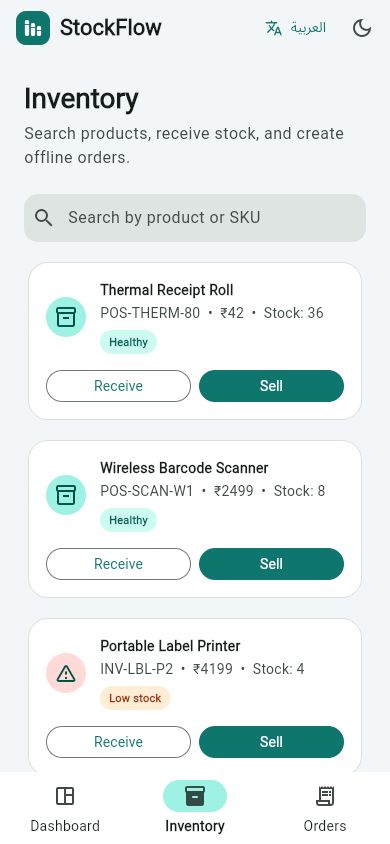 StockFlow
العربية
Inventory
Search products, receive stock, and create
offline orders.
Search by product or SKU
Thermal Receipt Roll
POS-THERM-80 • ₹42 • Stock: 36
Healthy
Receive
Sell
Wireless Barcode Scanner
POS-SCAN-W1 • ₹2499 • Stock: 8
Healthy
Receive
Sell
Portable Label Printer
INV-LBL-P2 • ₹4199 • Stock: 4
Low stock
Receive
Sell
Dashboard
Inventory
Orders